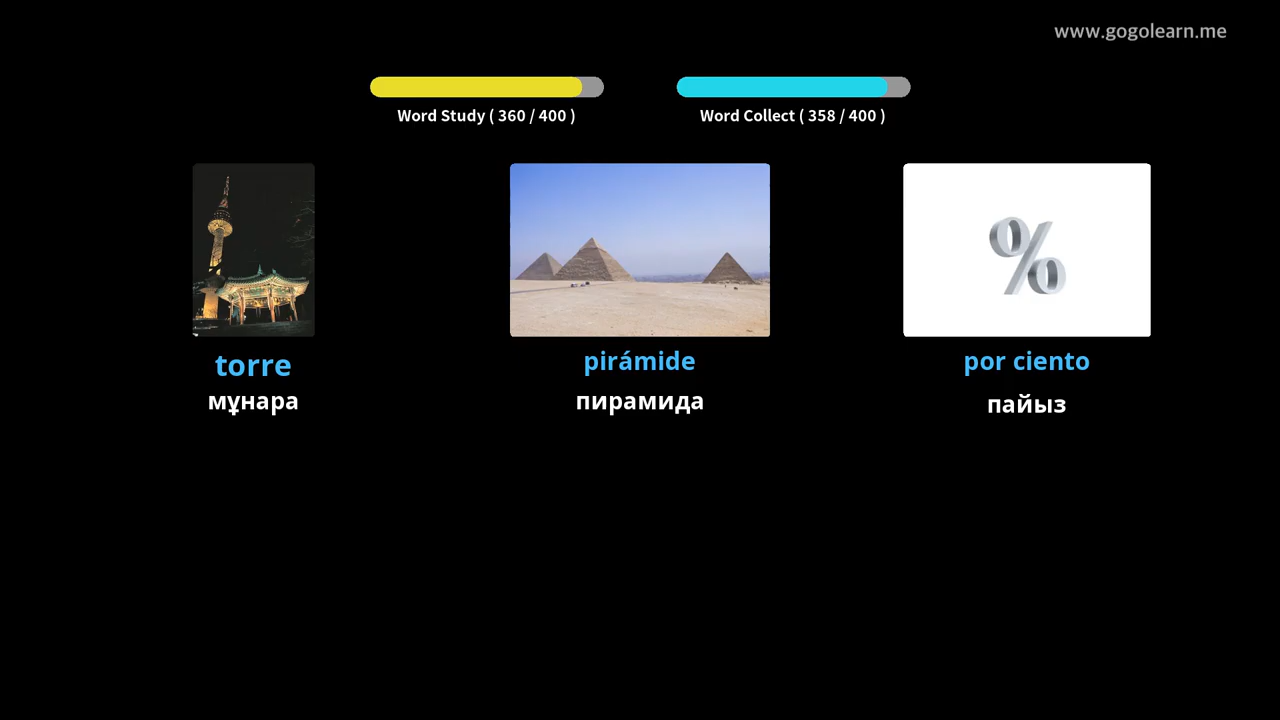 www.gogolearn.me
Word Study ( 360 / 400 )
Word Collect ( 358 / 400 )
%
torre
мұнара
pirámide
пирамида
por ciento
пайыз